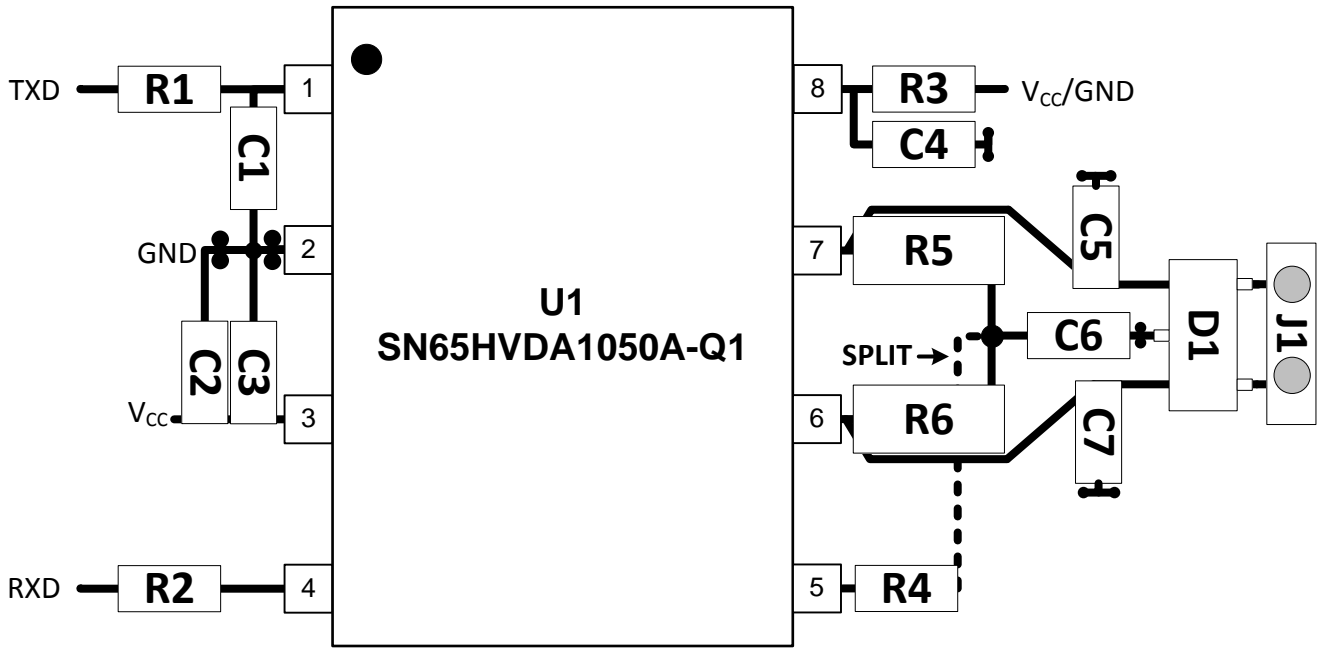 TXD
R1
1
C1
GND
2
C2
C3
VCC
3
RXD
R2
4
U1
SN65HVDA1050A-Q1
8
R3
VCC/GND
C4
7
R5
C5
SPLIT
C6
D1
J1
6
R6
C7
5
R4